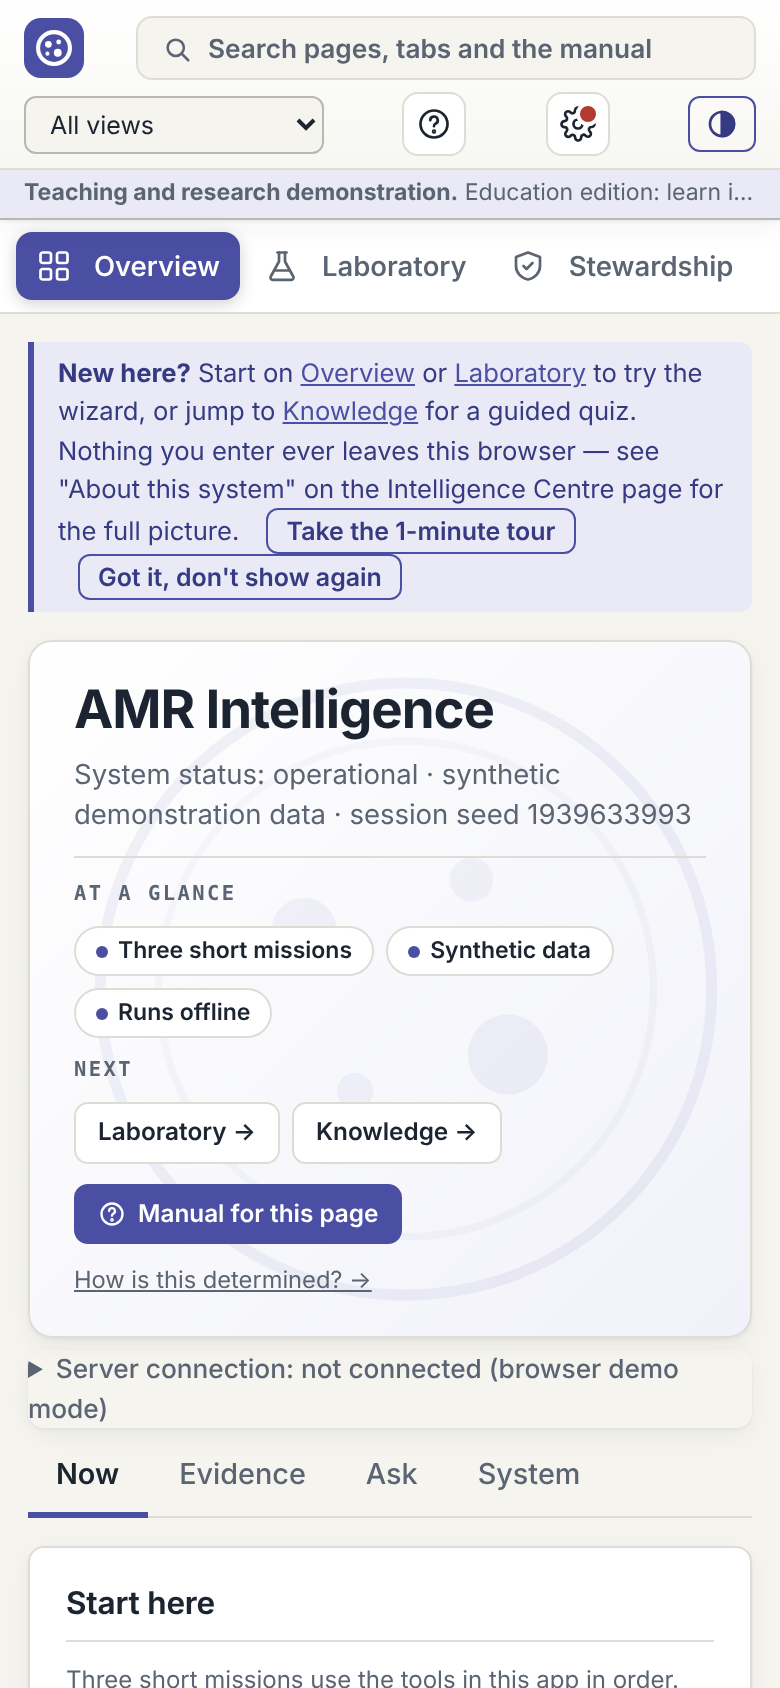 Search pages, tabs and the manual
All views
Teaching and research demonstration. Education edition: learn i...
Overview
Laboratory
Stewardship
New here? Start on Overview or Laboratory to try the
wizard, or jump to Knowledge for a guided quiz.
Nothing you enter ever leaves this browser — see
"About this system" on the Intelligence Centre page for
the full picture. Take the 1-minute tour
Got it, don't show again
AMR Intelligence
System status: operational · synthetic
demonstration data · session seed 1939633993
AT A GLANCE
Three short missions
Synthetic data
Runs offline
NEXT
Laboratory →
Knowledge →
Manual for this page
How is this determined? →
Server connection: not connected (browser demo
mode)
Now
Evidence
Ask
System
Start here
Three short missions use the tools in this app in order.